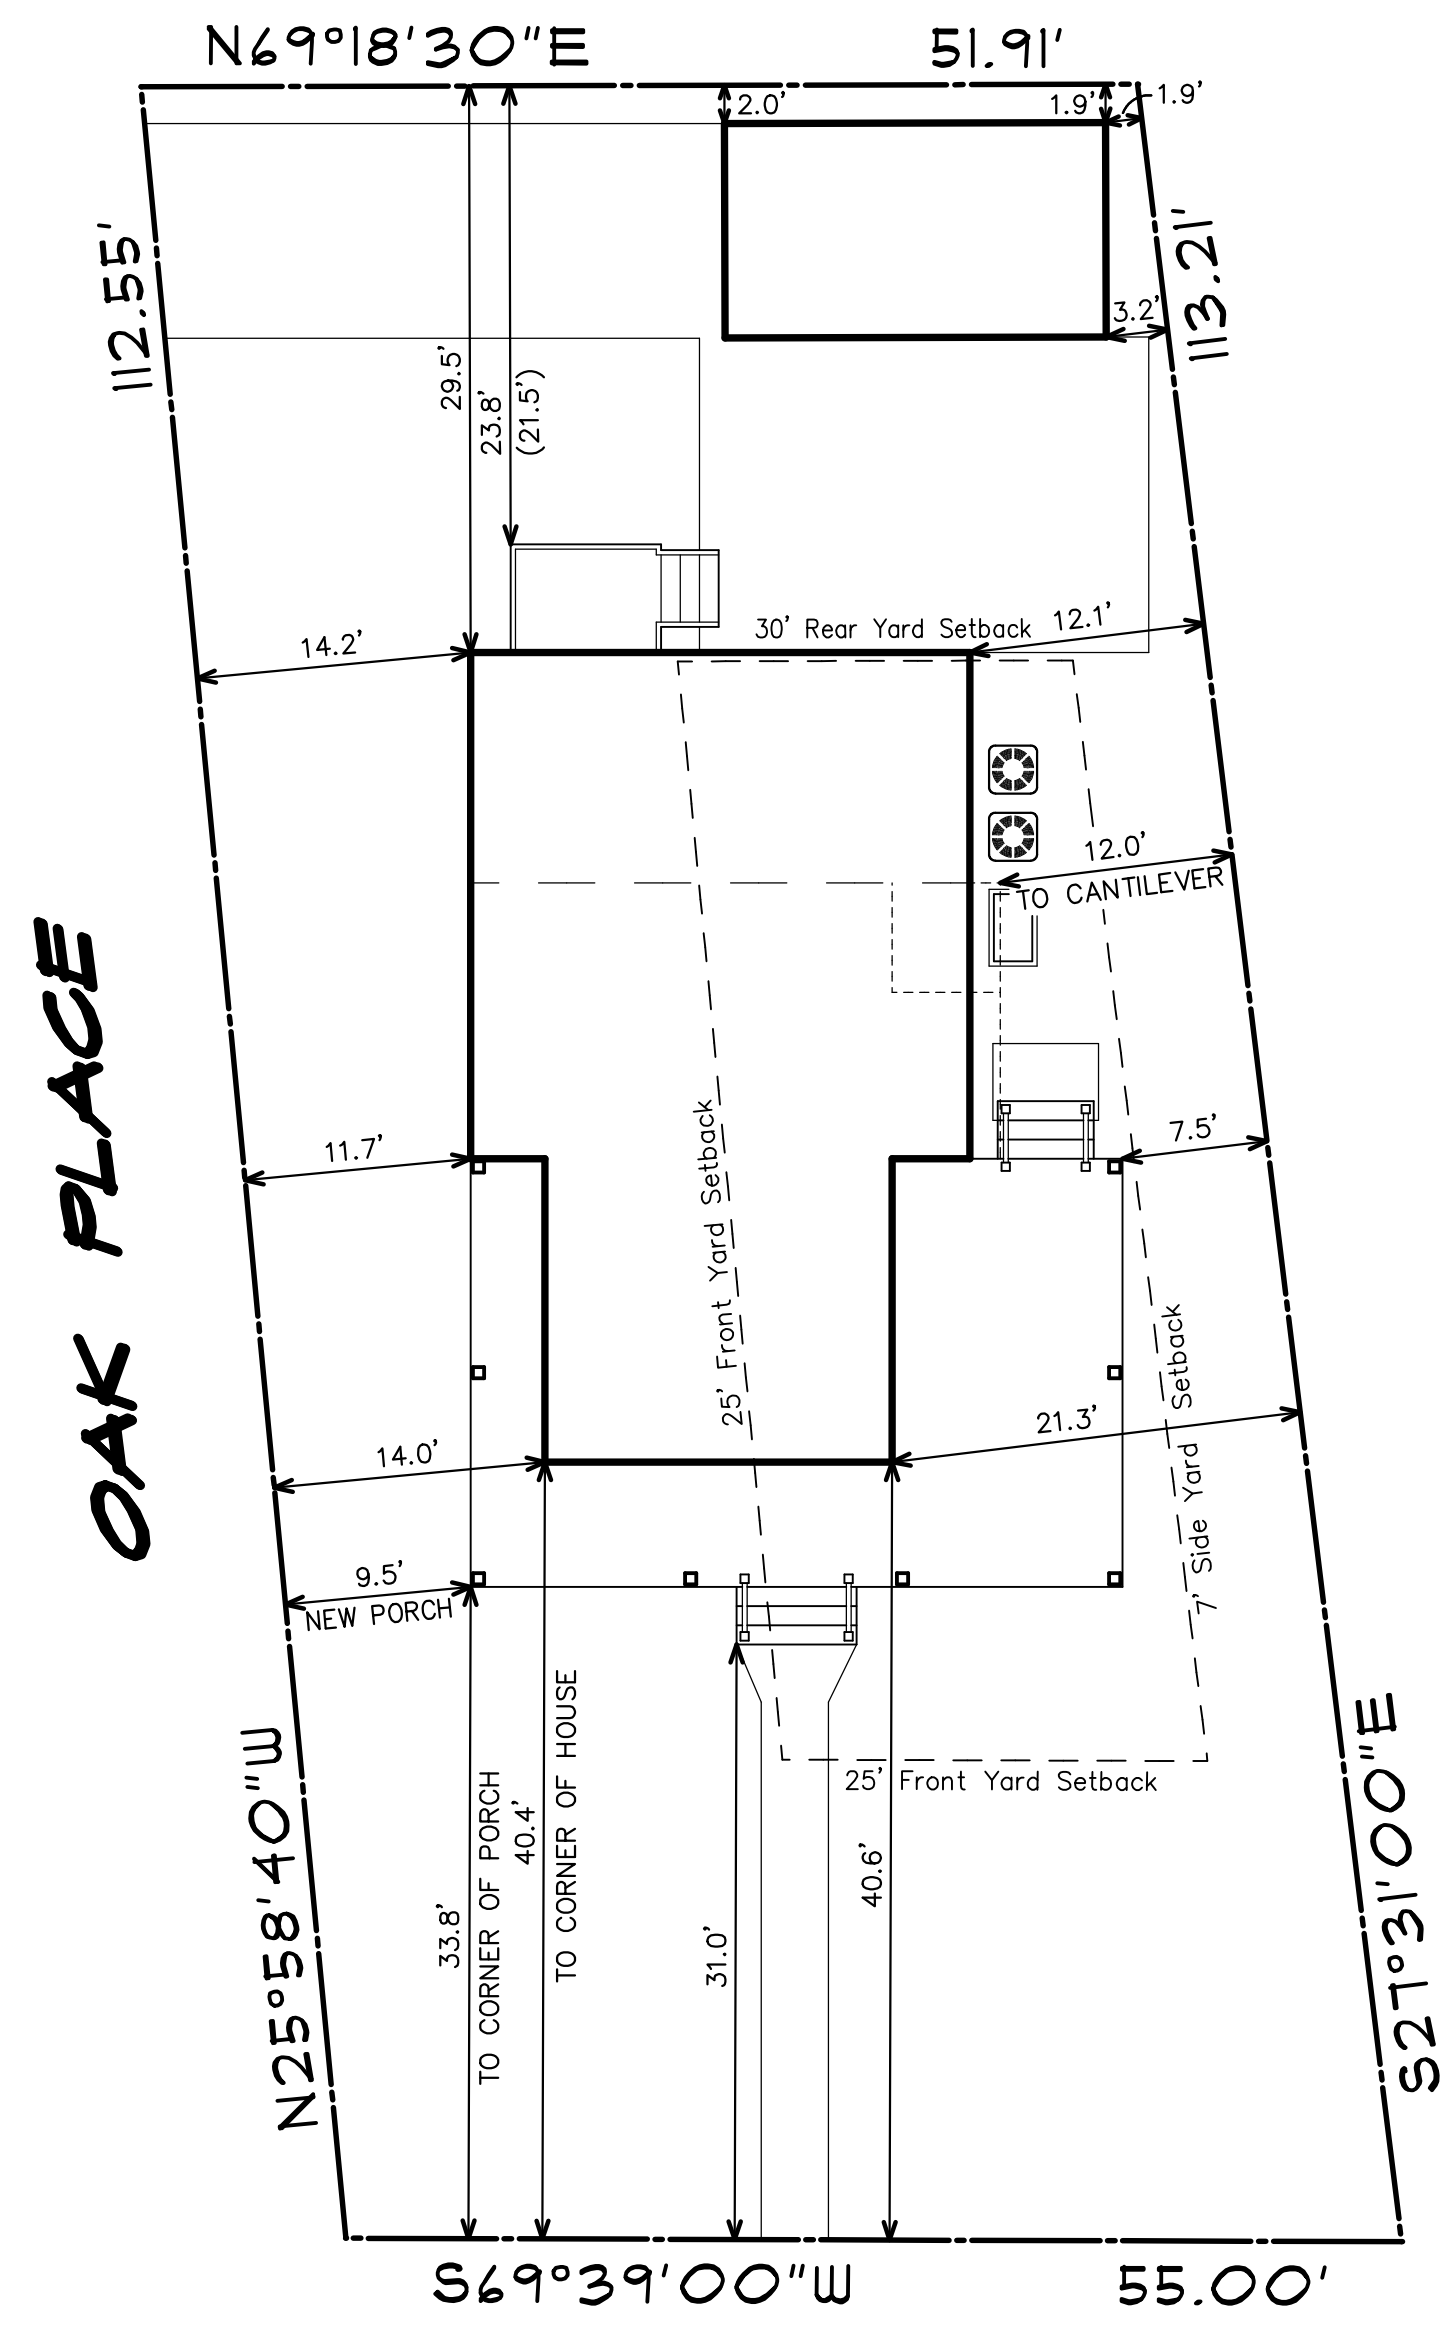 N69°18'30"E
51.91'
2.0'
1.9'
1.9'
112.55'
113.21'
3.2'
29.5'
23.8'
(21.5')
14.2'
30' Rear Yard Setback
12.1'
12.0'
TO CANTILEVER
OAK PLACE
11.7'
7.5'
25' Front Yard Setback
7' Side Yard Setback
14.0'
21.3'
9.5'
NEW PORCH
25' Front Yard Setback
33.8'
TO CORNER OF PORCH
40.4'
TO CORNER OF HOUSE
31.0'
40.6'
N25°58'40"W
S27°31'00"E
S69°39'00"W
55.00'